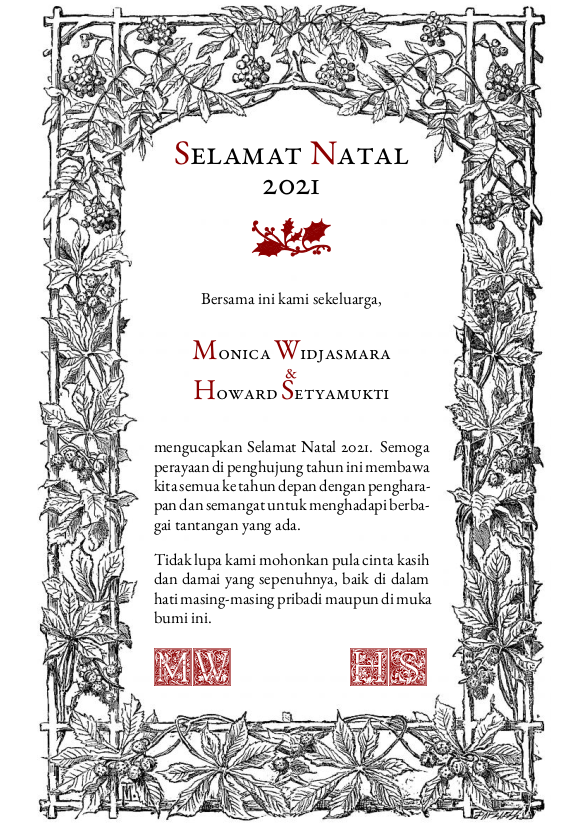 Selamat Natal
2021
Bersama ini kami sekeluarga,
Monica Widjasmara
&
Howard Setyamukti
mengucapkan Selamat Natal 2021. Semoga
perayaan di penghujung tahun ini membawa
kita semua ke tahun depan dengan penghara-
pan dan semangat untuk menghadapi berba-
gai tantangan yang ada.
Tidak lupa kami mohonkan pula cinta kasih
dan damai yang sepenuhnya, baik di dalam
hati masing-masing pribadi maupun di muka
bumi ini.
MW HS